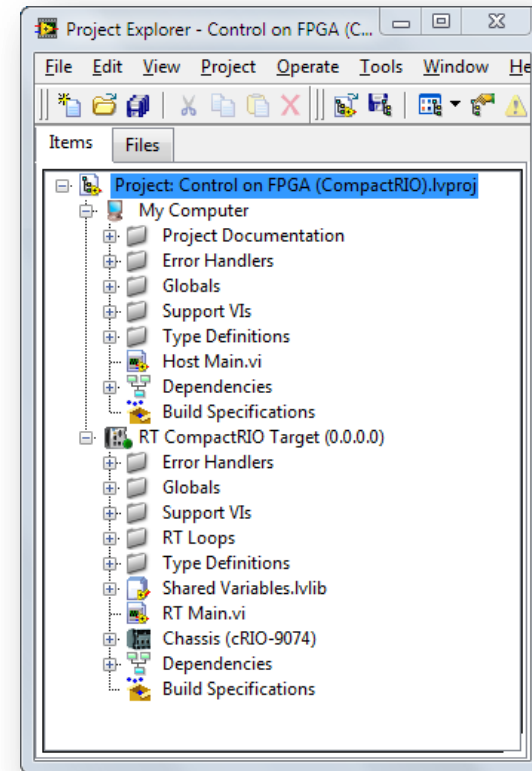 Project Explorer - Control on FPGA (C...
File Edit View Project Operate Tools Window He
Items Files
Project: Control on FPGA (CompactRIO).lvproj
My Computer
Project Documentation
Error Handlers
Globals
Support VIs
Type Definitions
Host Main.vi
Dependencies
Build Specifications
RT CompactRIO Target (0.0.0.0)
Error Handlers
Globals
Support VIs
RT Loops
Type Definitions
Shared Variables.lvlib
RT Main.vi
Chassis (cRIO-9074)
Dependencies
Build Specifications